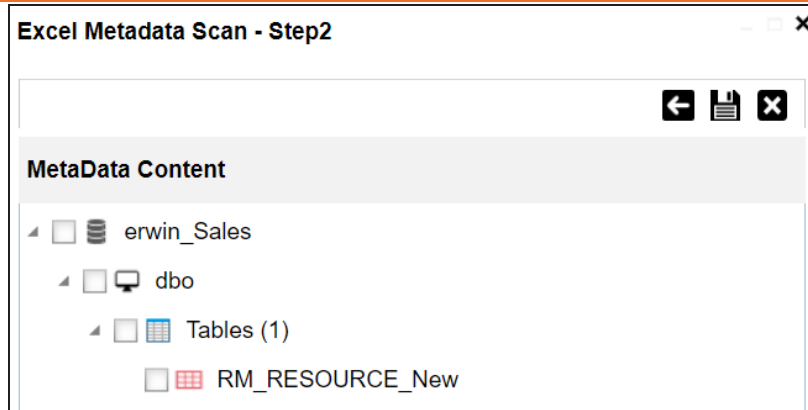 Excel Metadata Scan - Step2
MetaData Content
erwin_Sales
dbo
Tables (1)
RM_RESOURCE_New